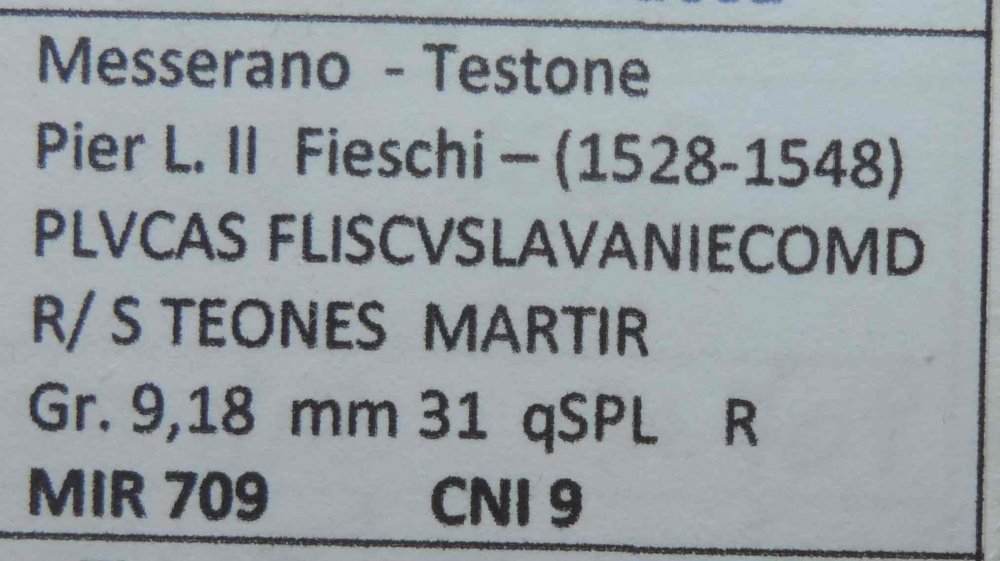 Messerano - Testone
Pier L. II Fieschi – (1528-1548)
PLVCAS FLISCVSLAVANIECOMD
R/ S TEONES MARTIR
Gr. 9,18 mm 31 qSPL R
MIR 709 CNI 9